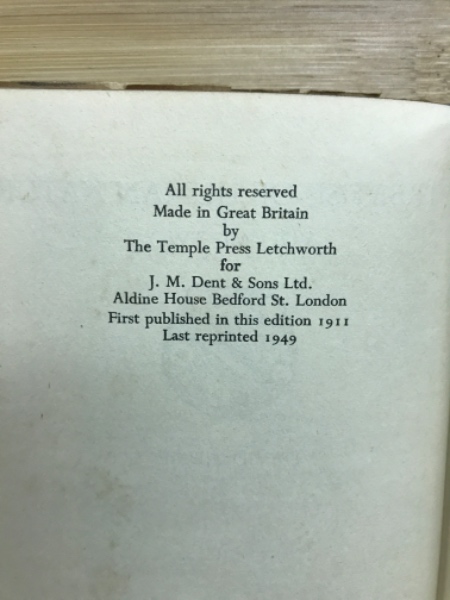 All rights reserved
Made in Great Britain
by
The Temple Press Letchworth
for
J. M. Dent & Sons Ltd.
Aldine House Bedford St. London
First published in this edition 1911
Last reprinted 1949